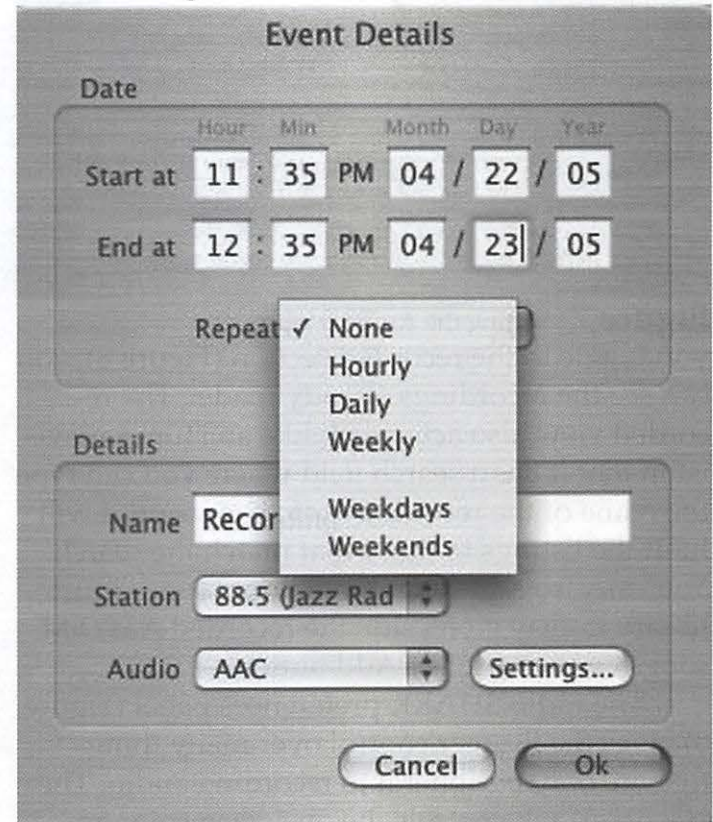 Event Details
Date
Hour Min Month Day Year
Start at 11 : 35 PM 04 / 22 / 05
End at 12 : 35 PM 04 / 23 / 05
Repeat ✓ None
Hourly
Daily
Weekly
Weekdays
Weekends
Details
Name Recor
Station 88.5 (Jazz Rad
Audio AAC Settings...
Cancel Ok